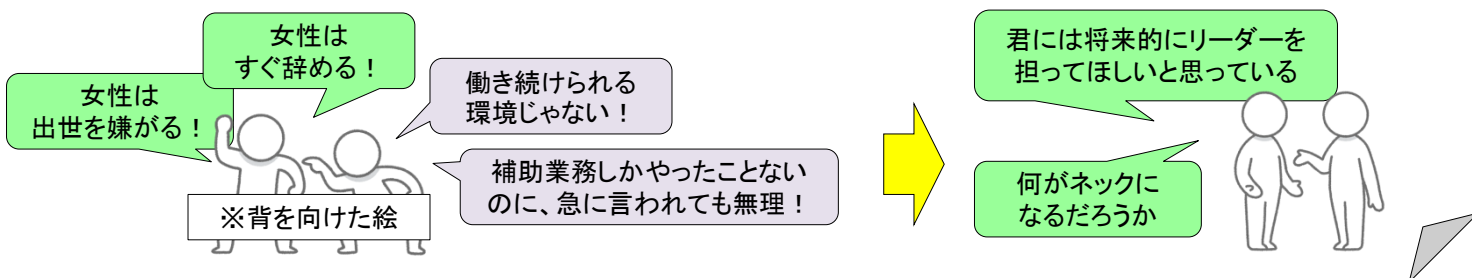 女性は
すぐ辞める！
女性は
出世を嫌がる！
働き続けられる
環境じゃない！
補助業務しかやったことない
のに、急に言われても無理！
※背を向けた絵
君には将来的にリーダーを
担ってほしいと思っている
何がネックに
なるだろうか